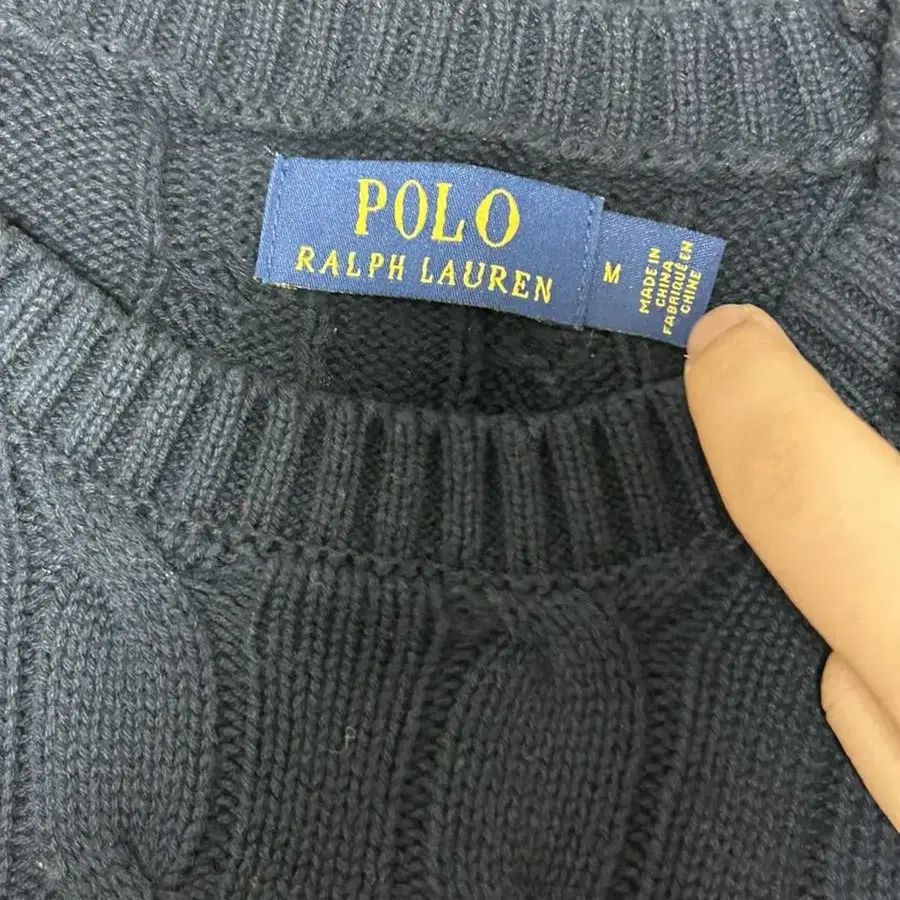 POLO
RALPH LAUREN
M
MADE IN
CHINA
FABRIQUÉ EN
CHINE